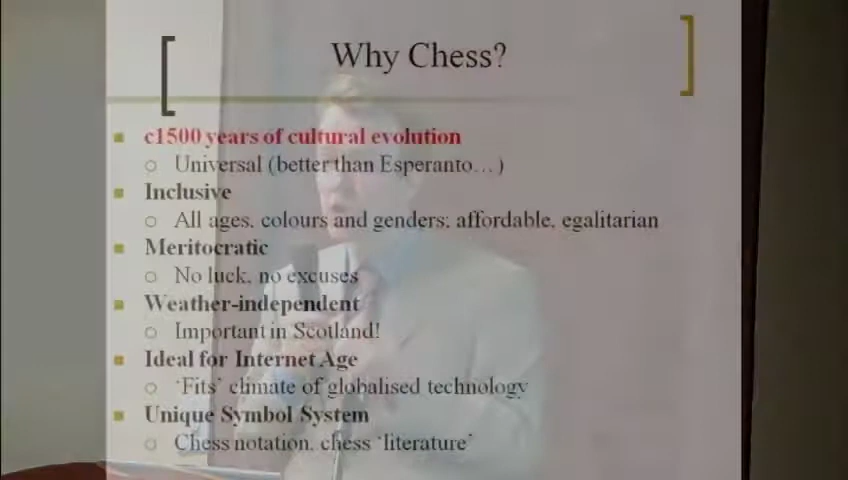 Why Chess?
c1500 years of cultural evolution
Universal (better than Esperanto…)
Inclusive
All ages, colours and genders; affordable, egalitarian
Meritocratic
No luck, no excuses
Weather-independent
Important in Scotland!
Ideal for Internet Age
‘Fits’ climate of globalised technology
Unique Symbol System
Chess notation, chess ‘literature’